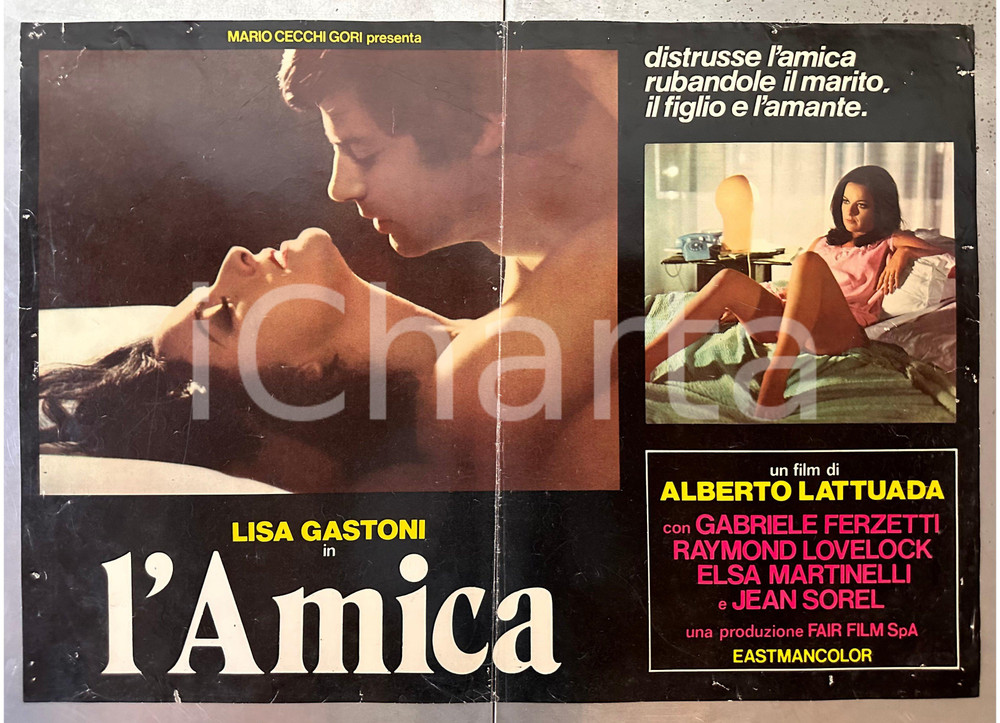 MARIO CECCHI GORI presenta
distrusse l'amica
rubandole il marito,
il figlio e l'amante.
iCharta
LISA GASTONI
in
l'Amica
un film di
ALBERTO LATTUADA
con GABRIELE FERZETTI
RAYMOND LOVELOCK
ELSA MARTINELLI
e JEAN SOREL
una produzione FAIR FILM SpA
EASTMANCOLOR